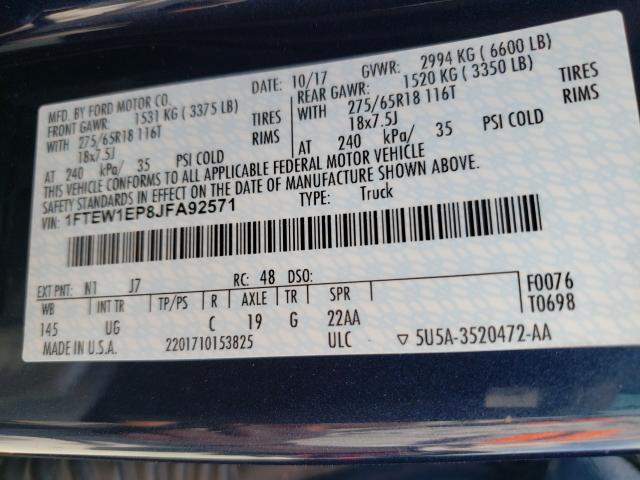 MFD. BY FORD MOTOR CO.
DATE: 10/17 GVWR: 2994 KG ( 6600 LB)
FRONT GAWR: 1531 KG ( 3375 LB)
REAR GAWR: 1520 KG ( 3350 LB)
WITH 275/65R18 116T TIRES
WITH 275/65R18 116T TIRES
18x7.5J RIMS
18x7.5J RIMS
AT 240 kPa/ 35 PSI COLD
AT 240 kPa/ 35 PSI COLD
THIS VEHICLE CONFORMS TO ALL APPLICABLE FEDERAL MOTOR VEHICLE
SAFETY STANDARDS IN EFFECT ON THE DATE OF MANUFACTURE SHOWN ABOVE.
VIN: 1FTEW1EP8JFA92571 TYPE: Truck
EXT PNT: N1 J7 RC: 48 DSO: F0076
WB INT TR TP/PS R AXLE TR SPR T0698
145 UG C 19 G 22AA
MADE IN U.S.A. 2201710153825 ULC ▽ 5U5A-3520472-AA